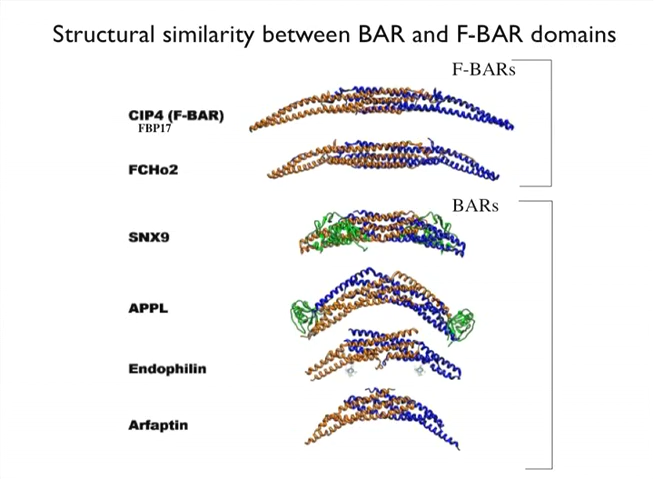 Structural similarity between BAR and F-BAR domains
F-BARs
CIP4 (F-BAR)
FBP17
FCHo2
BARs
SNX9
APPL
Endophilin
Arfaptin